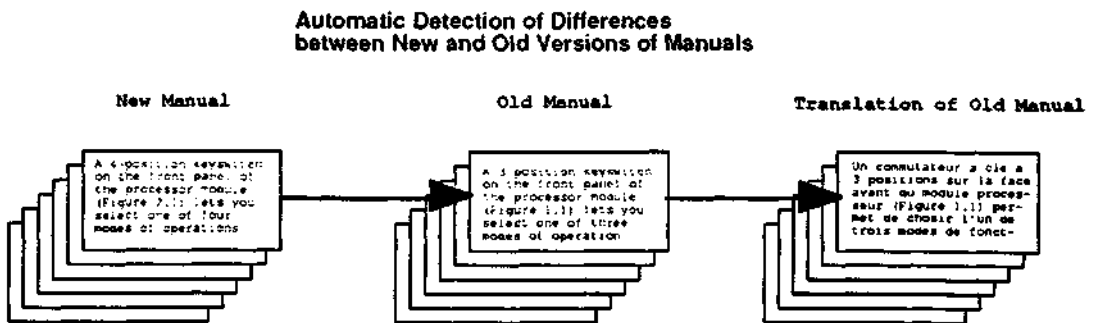 Automatic Detection of Differences
between New and Old Versions of Manuals
New Manual
Old Manual
Translation of Old Manual
A 4-position keyswitch
on the front panel of
the processor module
(Figure 2.1) lets you
select one of four
modes of operations
A 3 position keyswitch
on the front panel of
the processor module
(Figure 1.1) lets you
select one of three
modes of operation
Un commutateur a cle a
3 positions sur la face
avant du module proces-
seur (Figure 1.1) per-
met de chosir l'un de
trois modes de fonct-